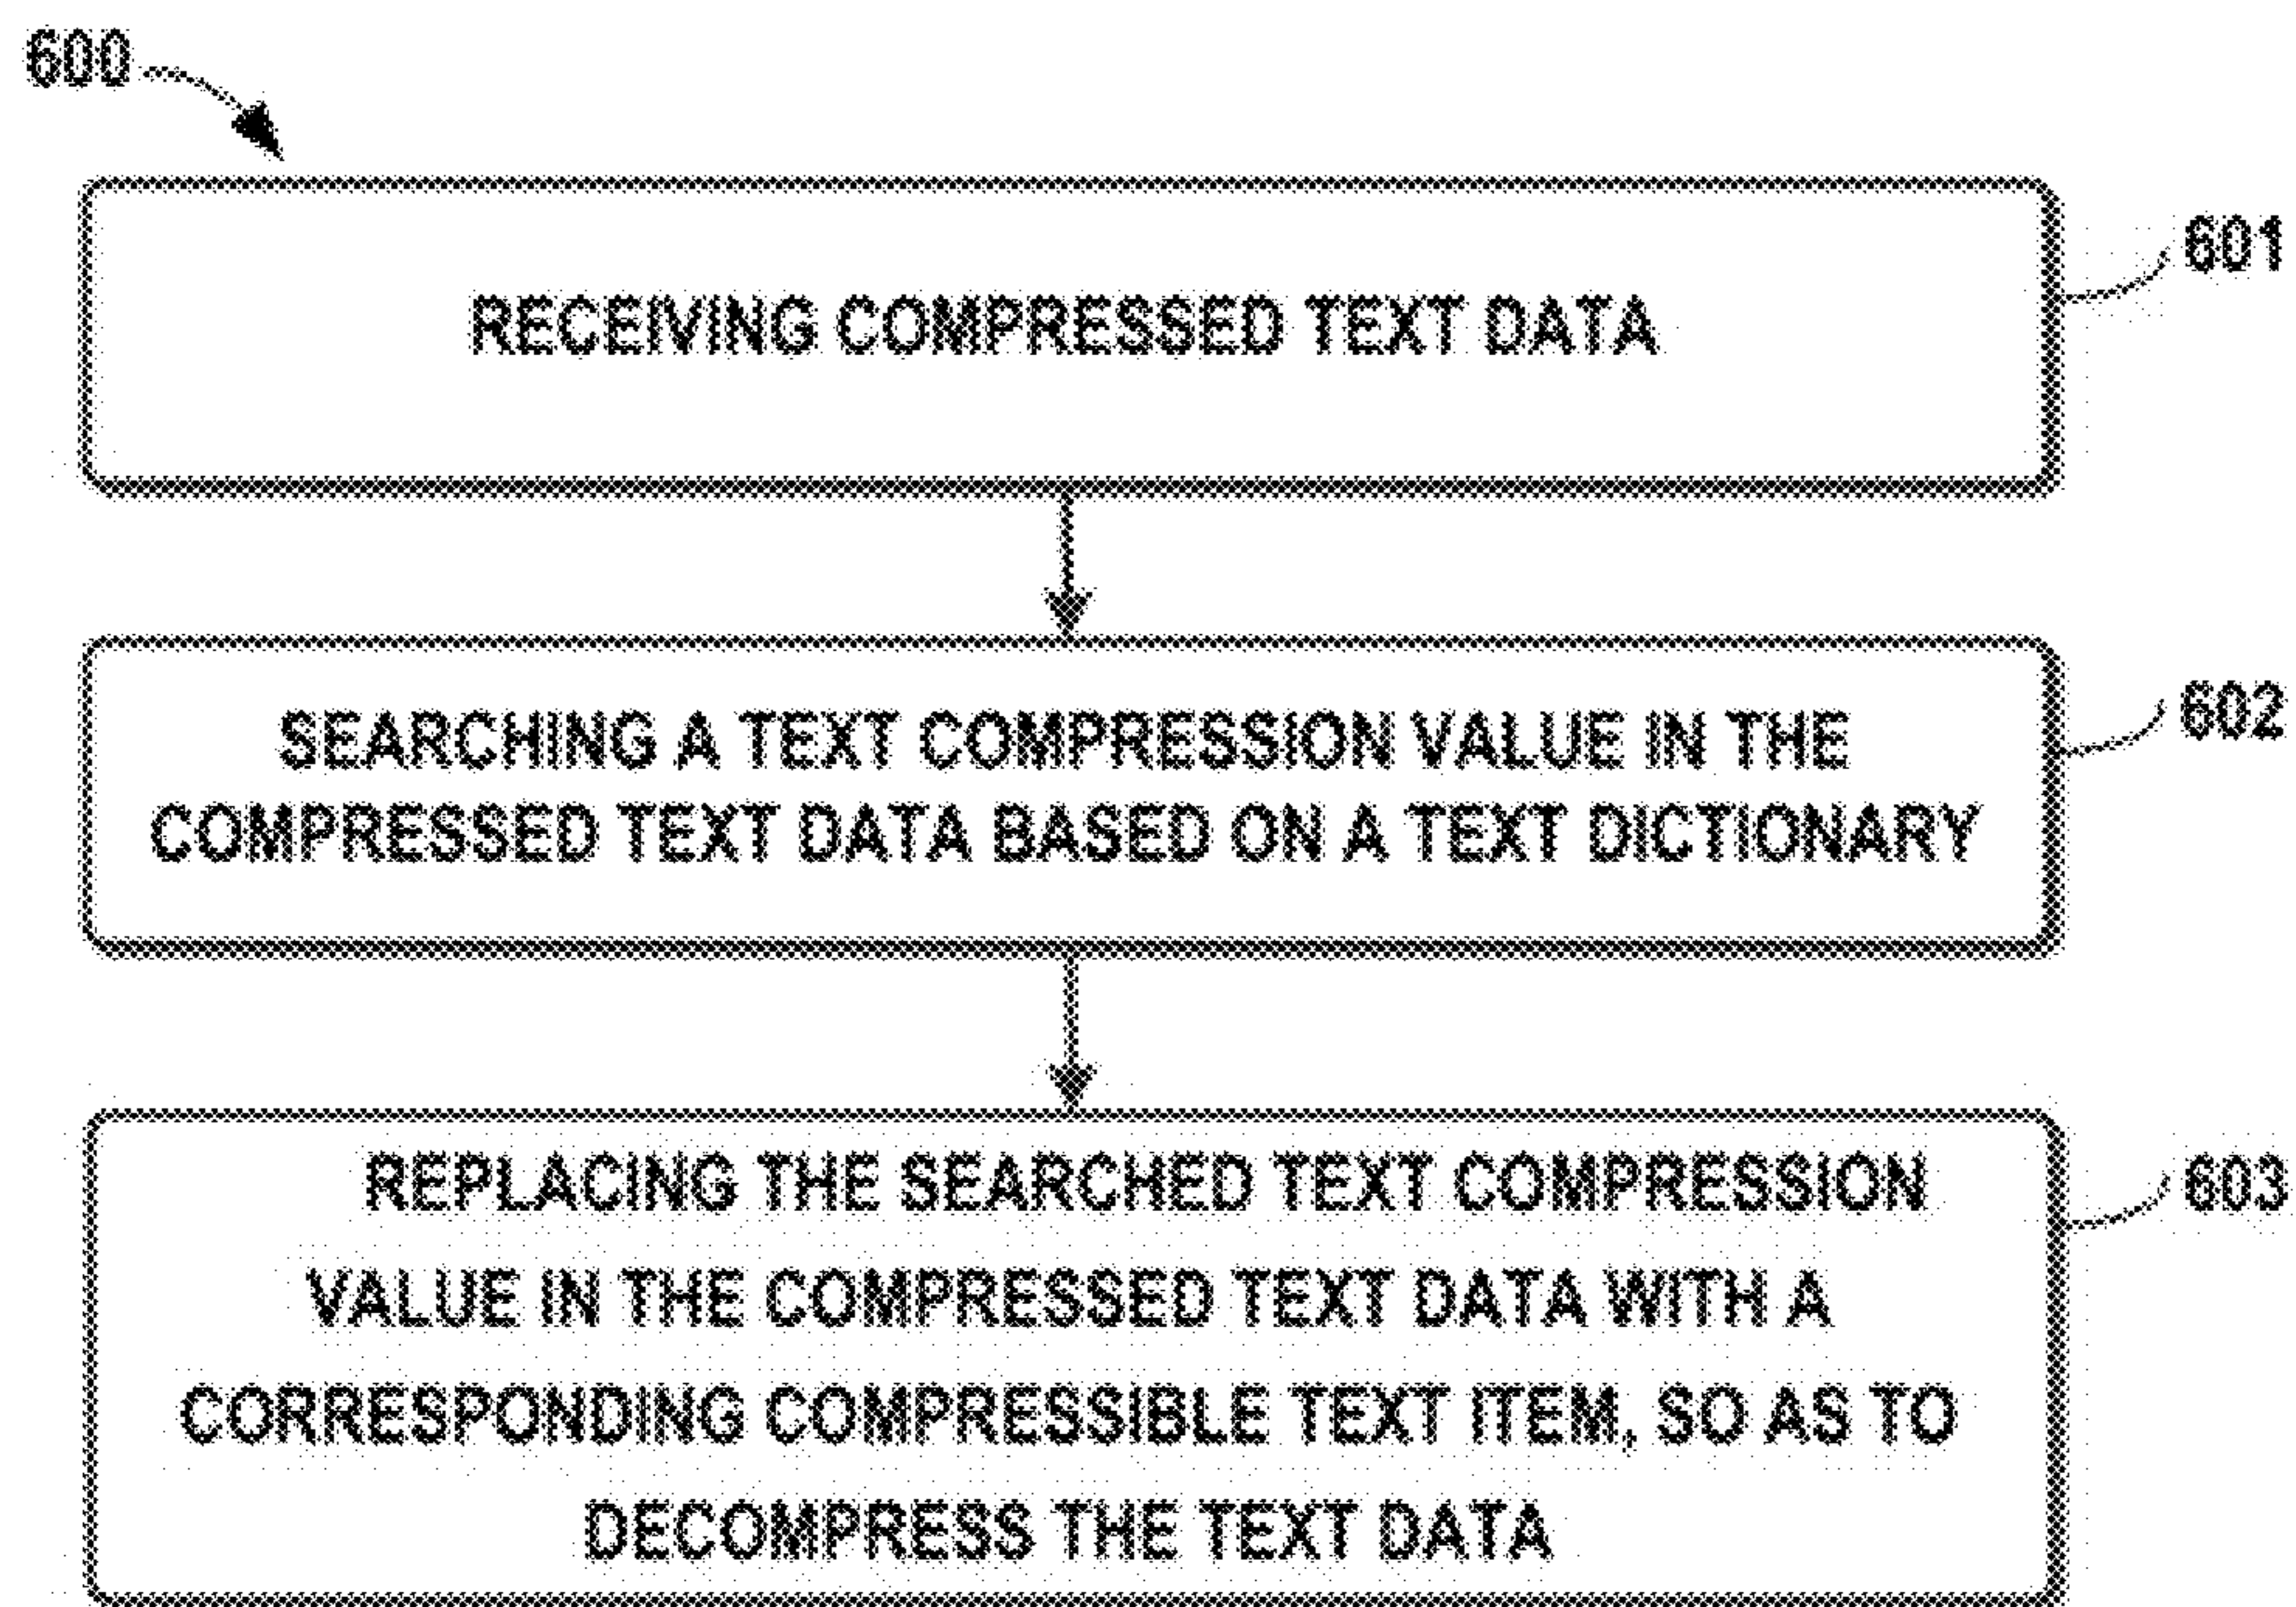 600
RECEIVING COMPRESSED TEXT DATA
601
SEARCHING A TEXT COMPRESSION VALUE IN THE
COMPRESSED TEXT DATA BASED ON A TEXT DICTIONARY
602
REPLACING THE SEARCHED TEXT COMPRESSION
VALUE IN THE COMPRESSED TEXT DATA WITH A
CORRESPONDING COMPRESSIBLE TEXT ITEM, SO AS TO
DECOMPRESS THE TEXT DATA
603